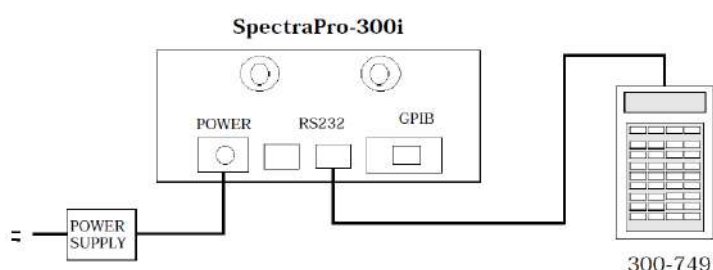 SpectraPro-300i
POWER
RS232
GPIB
POWER
SUPPLY
300-749